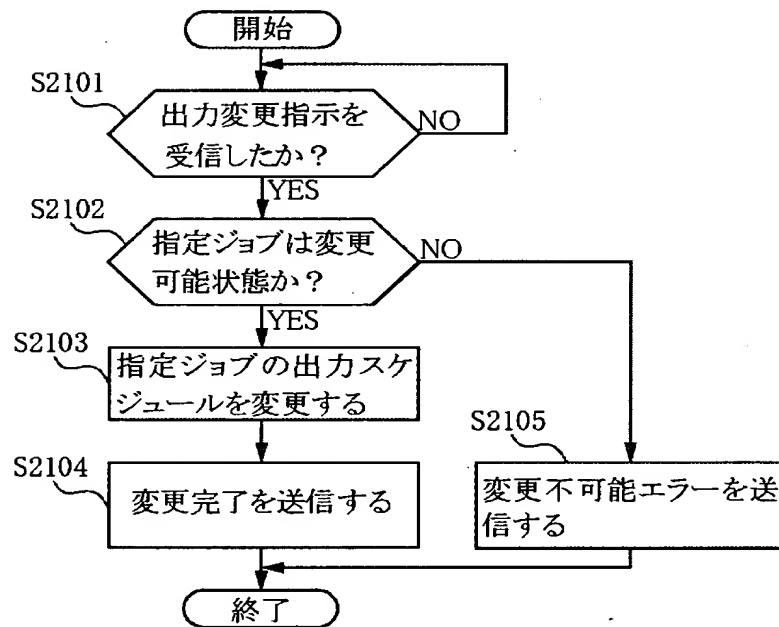 開始
S2101
出力変更指示を
受信したか？
NO
YES
S2102
指定ジョブは変更
可能状態か？
NO
YES
S2103
指定ジョブの出力スケ
ジュールを変更する
S2104
変更完了を送信する
S2105
変更不可能エラーを送
信する
終了